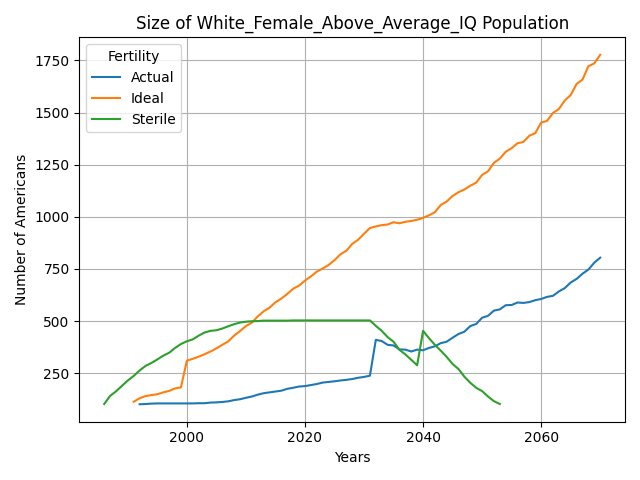 Size of White_Female_Above_Average_IQ Population
Fertility
Actual
Ideal
Sterile
1750
1500
1250
1000
750
500
250
Number of Americans
2000
2020
2040
2060
Years